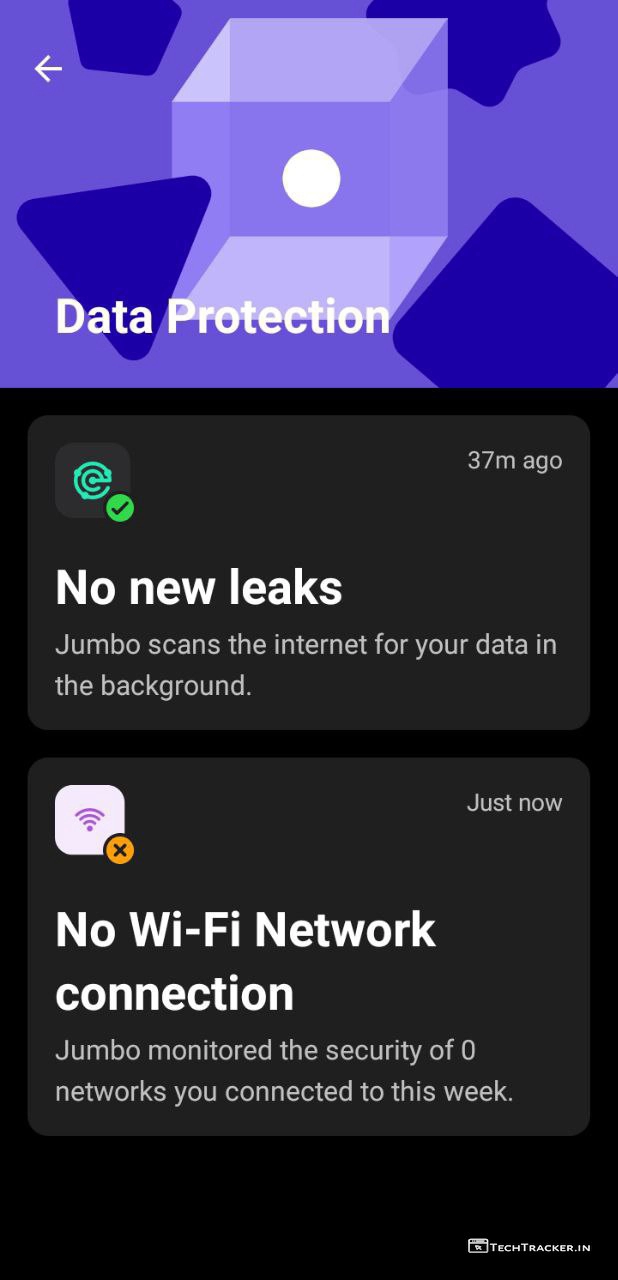 Data Protection
37m ago
No new leaks
Jumbo scans the internet for your data in
the background.
Just now
No Wi-Fi Network
connection
Jumbo monitored the security of 0
networks you connected to this week.
TECHTRACKER.IN